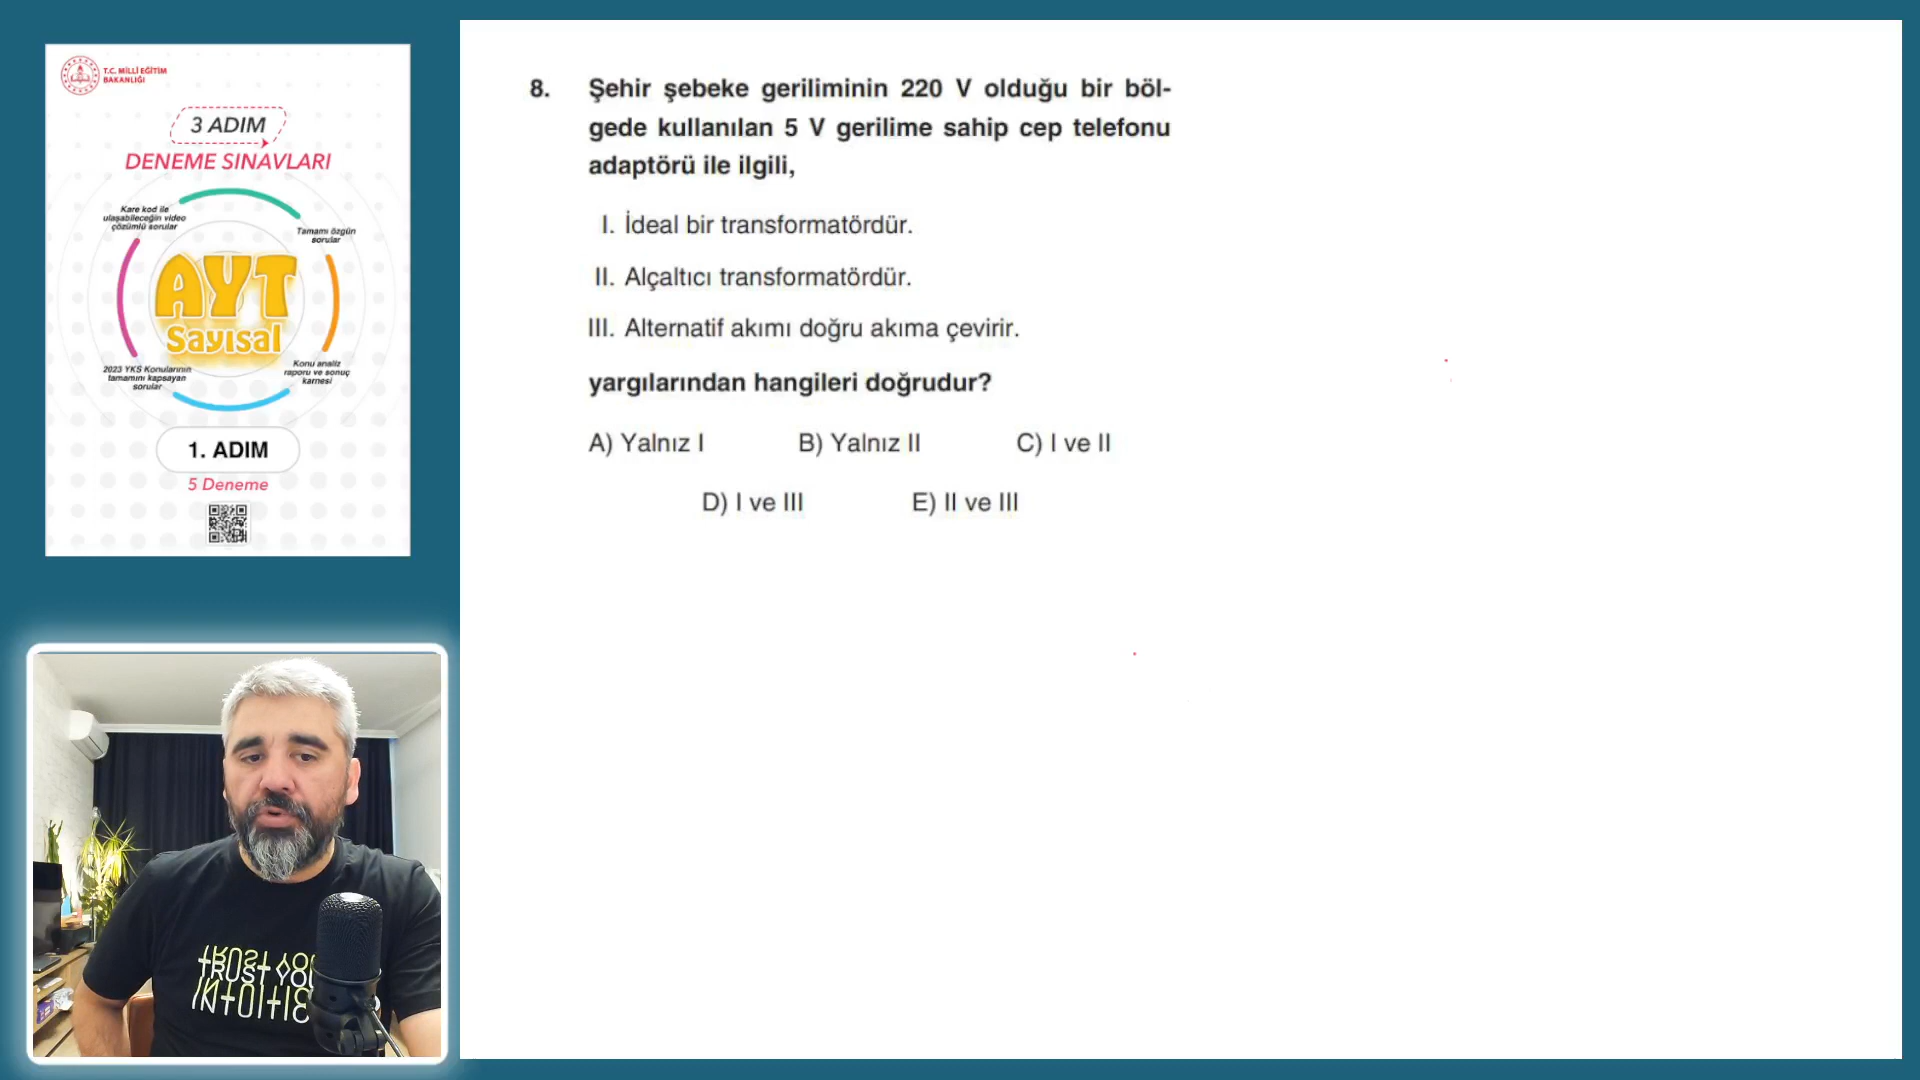 T.C. MİLLÎ EĞİTİM
BAKANLIĞI
3 ADIM
DENEME SINAVLARI
Kare kod ile
ulaşabileceğin video
çözümlü sorular
Tamamı özgün
sorular
AYT
Sayısal
2023 YKS Konularının
tamamını kapsayan
sorular
Konu analiz
raporu ve sonuç
karnesi
1. ADIM
5 Deneme
8. Şehir şebeke geriliminin 220 V olduğu bir böl-
gede kullanılan 5 V gerilime sahip cep telefonu
adaptörü ile ilgili,
I. İdeal bir transformatördür.
II. Alçaltıcı transformatördür.
III. Alternatif akımı doğru akıma çevirir.
yargılarından hangileri doğrudur?
A) Yalnız I B) Yalnız II C) I ve II
D) I ve III E) II ve III
TRUST YOU